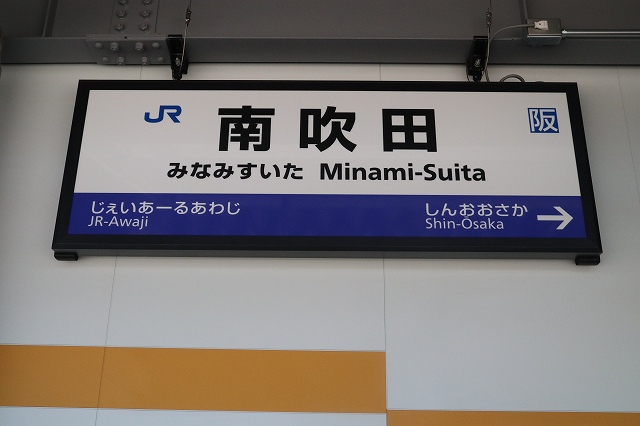 JR 南吹田 阪
みなみすいた Minami-Suita
じぇいあーるあわじ しんおおさか →
JR-Awaji Shin-Osaka